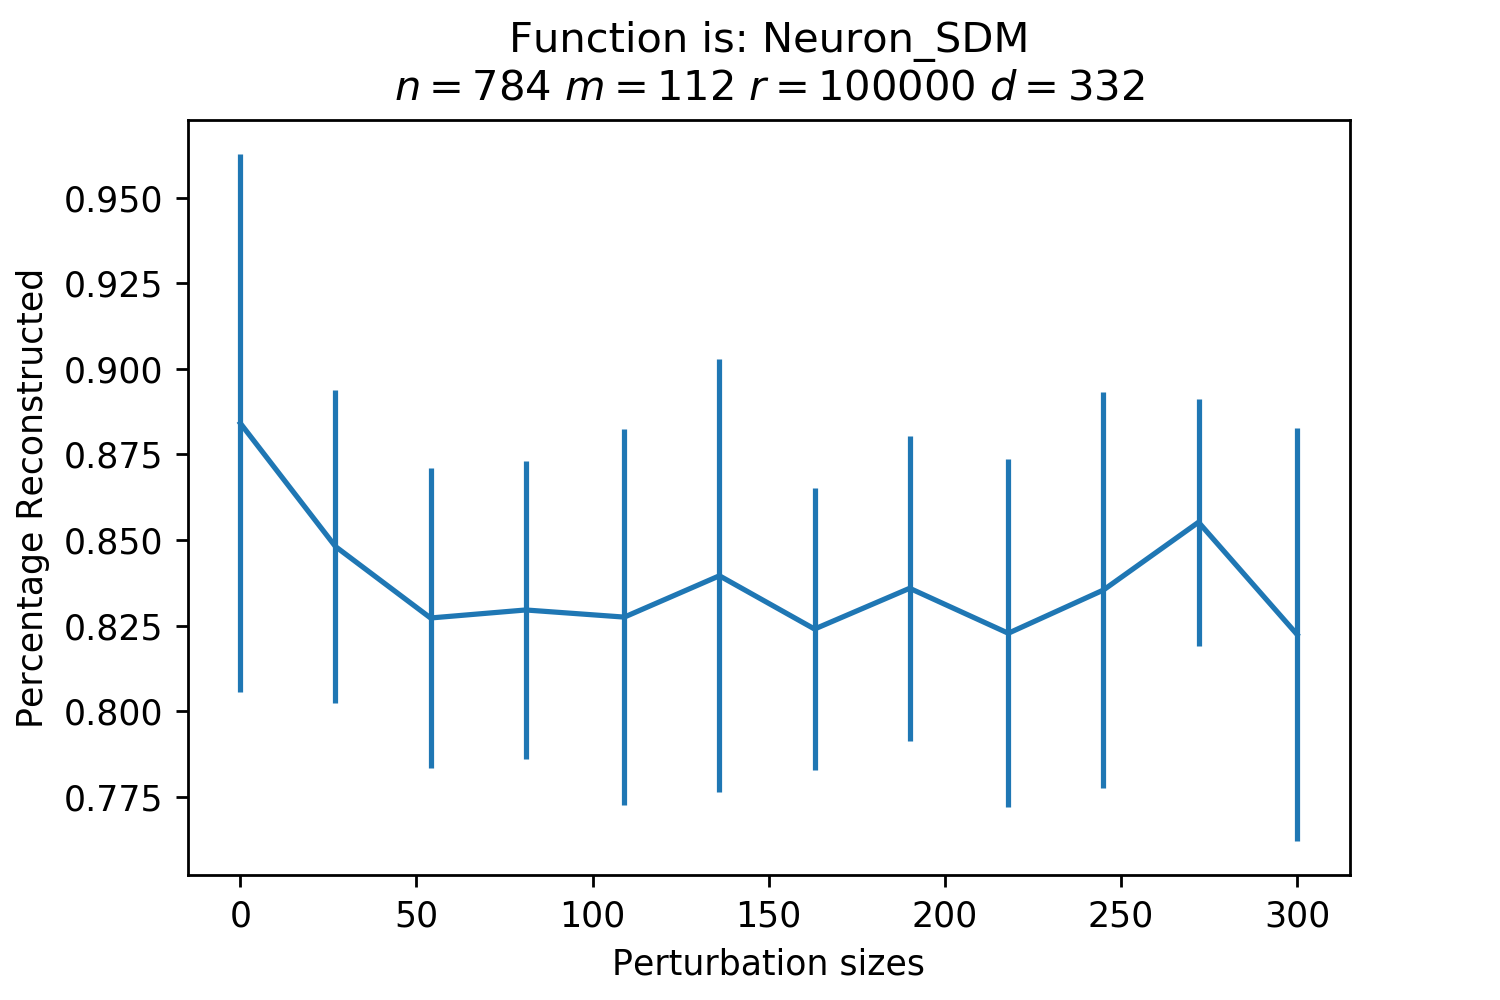 Function is: Neuron_SDM
n = 784 m = 112 r = 100000 d = 332
Percentage Reconstructed
0.950
0.925
0.900
0.875
0.850
0.825
0.800
0.775
0 50 100 150 200 250 300
Perturbation sizes